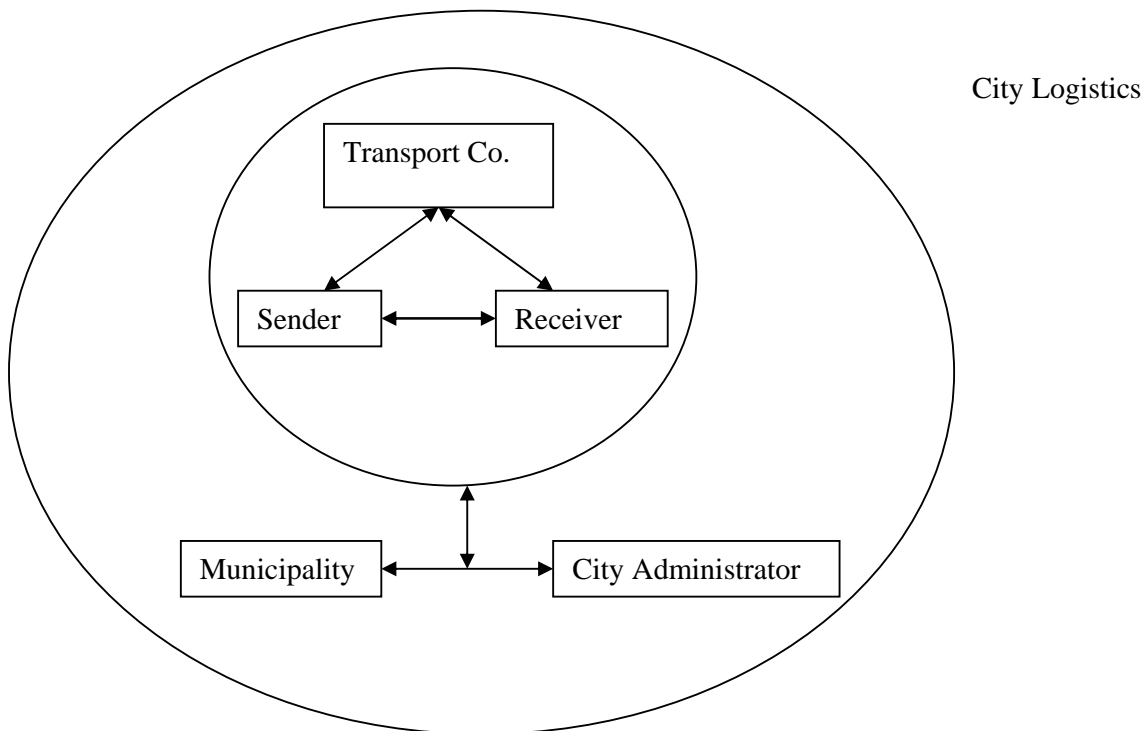 City Logistics
Transport Co.
Sender
Receiver
Municipality
City Administrator